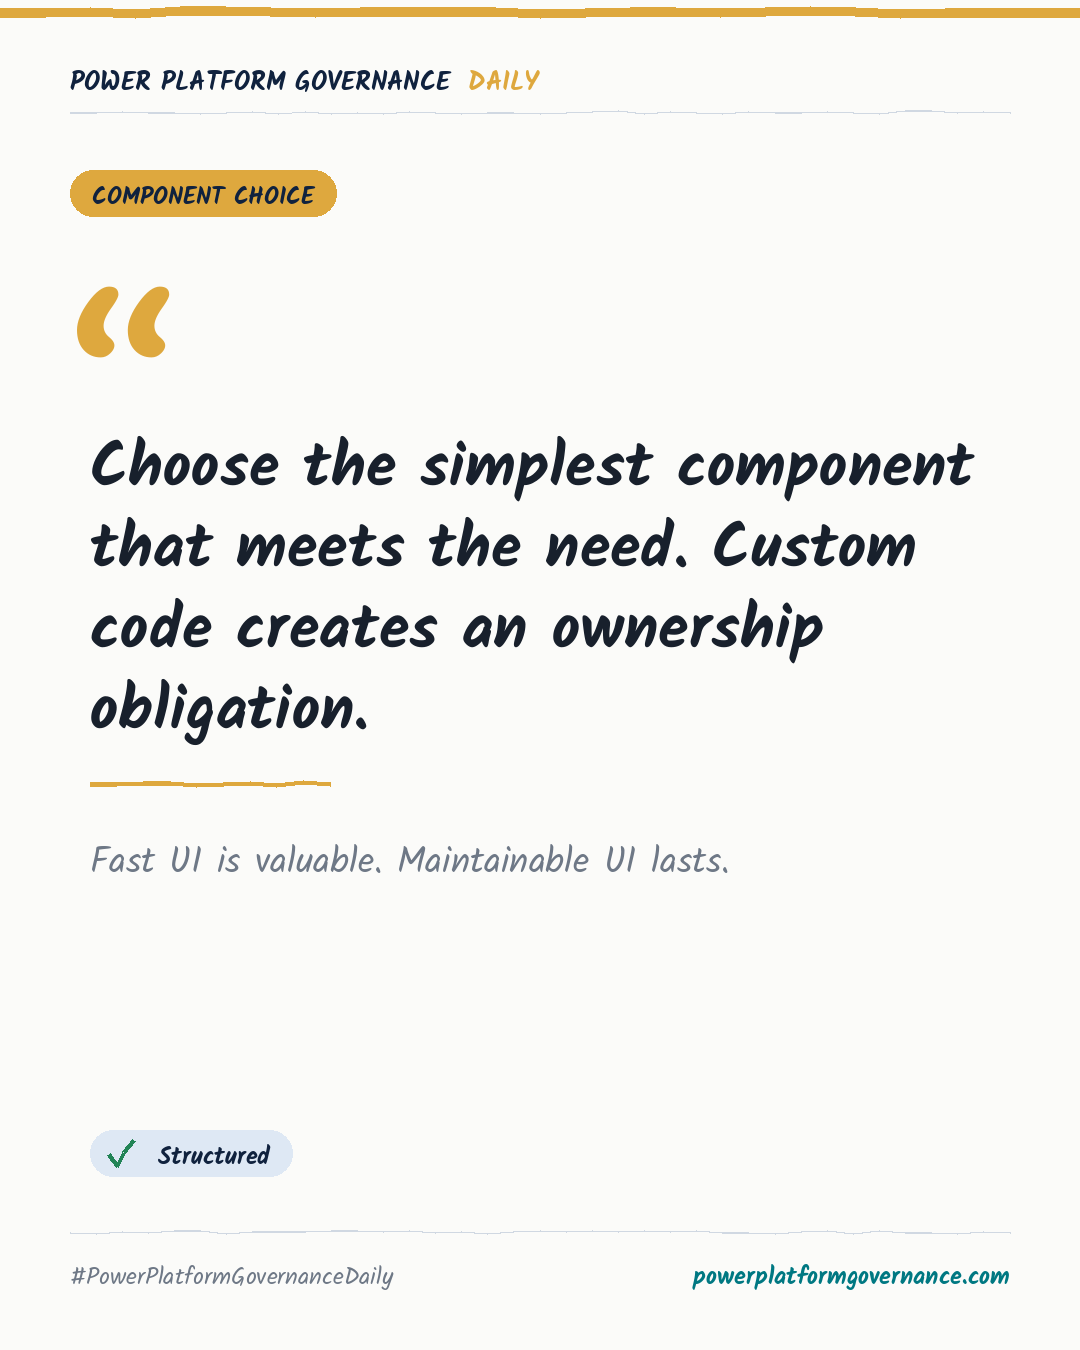 POWER PLATFORM GOVERNANCE DAILY
COMPONENT CHOICE
“
Choose the simplest component
that meets the need. Custom
code creates an ownership
obligation.
Fast UI is valuable. Maintainable UI lasts.
✓ Structured
#PowerPlatformGovernanceDaily
powerplatformgovernance.com